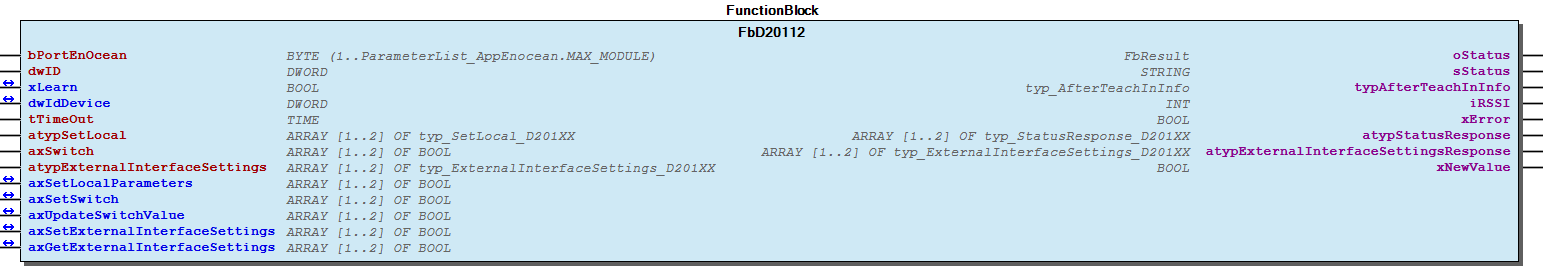 FunctionBlock
FbD20112
bPortEnOcean BYTE (1..ParameterList_AppEnocean.MAX_MODULE) FbResult oStatus
dwID DWORD STRING sStatus
xLearn BOOL typ_AfterTeachInInfo typAfterTeachInInfo
dwIdDevice DWORD INT iRSSI
tTimeOut TIME BOOL xError
atypSetLocal ARRAY [1..2] OF typ_SetLocal_D201XX ARRAY [1..2] OF typ_StatusResponse_D201XX atypStatusResponse
axSwitch ARRAY [1..2] OF BOOL ARRAY [1..2] OF typ_ExternalInterfaceSettings_D201XX atypExternalInterfaceSettingsResponse
atypExternalInterfaceSettings ARRAY [1..2] OF typ_ExternalInterfaceSettings_D201XX BOOL xNewValue
axSetLocalParameters ARRAY [1..2] OF BOOL
axSetSwitch ARRAY [1..2] OF BOOL
axUpdateSwitchValue ARRAY [1..2] OF BOOL
axSetExternalInterfaceSettings ARRAY [1..2] OF BOOL
axGetExternalInterfaceSettings ARRAY [1..2] OF BOOL